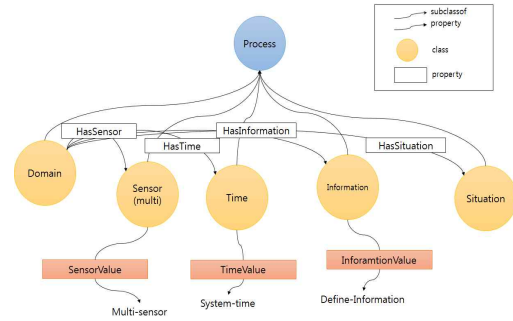 subclassof
property
class
property
Process
HasSensor
HasInformation
HasTime
HasSituation
Domain
Sensor
(multi)
Time
Information
Situation
SensorValue
TimeValue
InforamtionValue
Multi-sensor
System-time
Define-Information